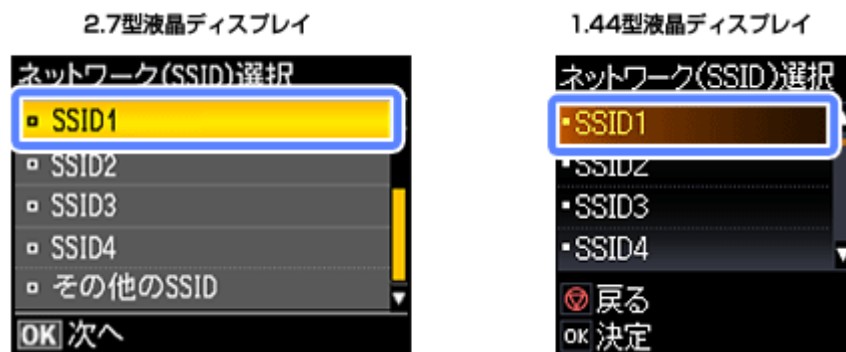 2.7型液晶ディスプレイ
ネットワーク(SSID)選択
SSID1
SSID2
SSID3
SSID4
その他のSSID
OK 次へ
1.44型液晶ディスプレイ
ネットワーク(SSID)選択
SSID1
SSID2
SSID3
SSID4
戻る
OK 決定